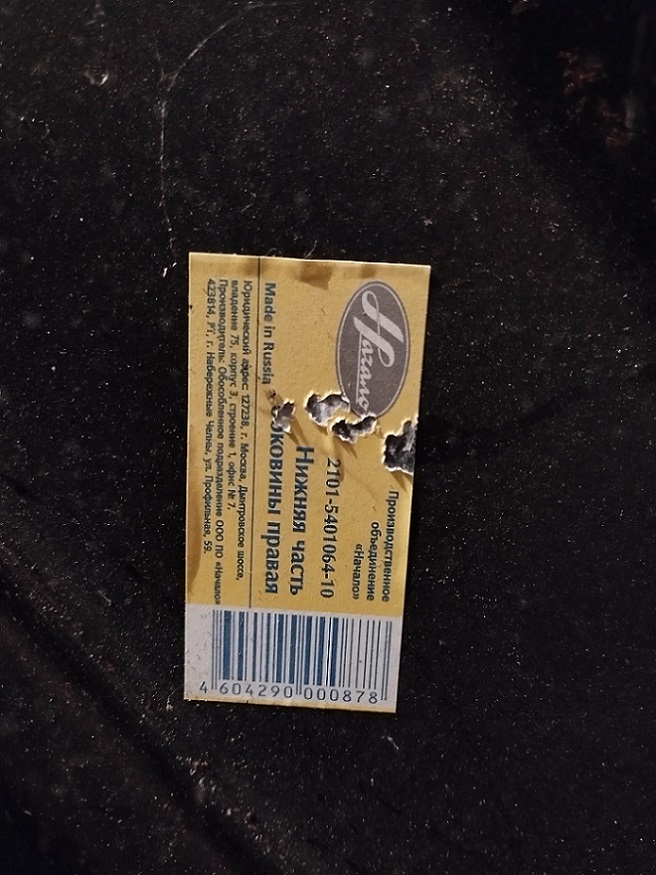 Начало
Производственное
объединение
«Начало»
2101-5401064-10
Нижняя часть
правая
Made in Russia
Юридический адрес: 127238, г. Москва, Дмитровское шоссе,
владение 75, корпус 3, строение 1, офис № 7.
Производитель: Обособленное подразделение ООО ПО «Начало»
423814, РТ, г. Набережные Челны, ул. Профильная, 59.
4 604290 000878